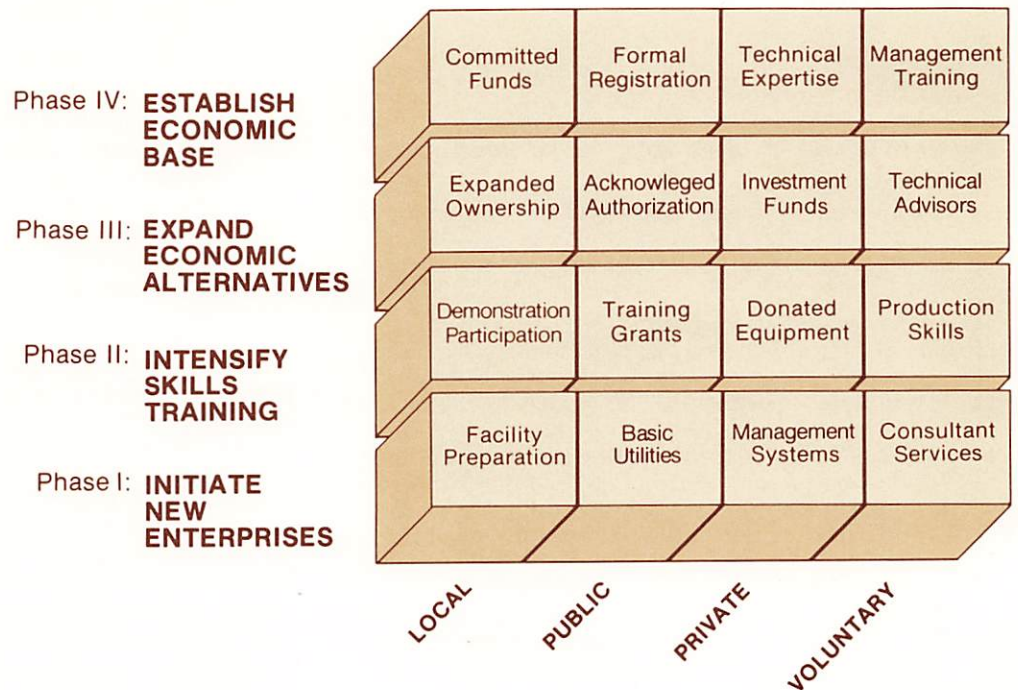 Phase IV: ESTABLISH
ECONOMIC
BASE
Committed
Funds
Formal
Registration
Technical
Expertise
Management
Training
Phase III: EXPAND
ECONOMIC
ALTERNATIVES
Expanded
Ownership
Acknowleged
Authorization
Investment
Funds
Technical
Advisors
Phase II: INTENSIFY
SKILLS
TRAINING
Demonstration
Participation
Training
Grants
Donated
Equipment
Production
Skills
Phase I: INITIATE
NEW
ENTERPRISES
Facility
Preparation
Basic
Utilities
Management
Systems
Consultant
Services
LOCAL
PUBLIC
PRIVATE
VOLUNTARY